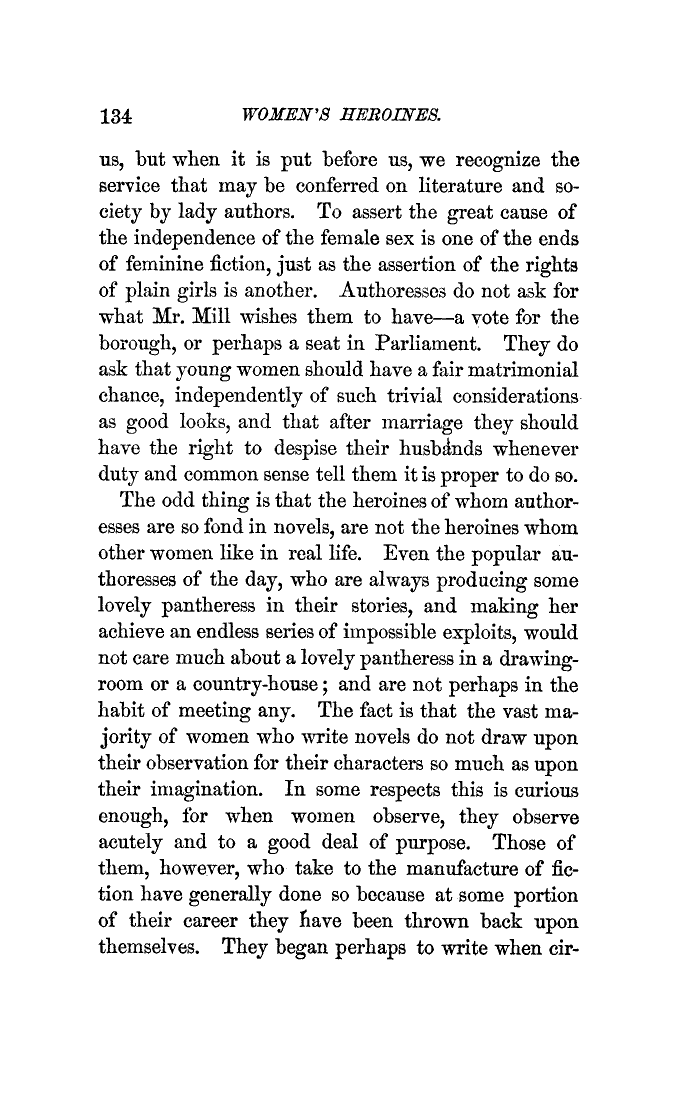 134 WOMEN'S HEROINES.
us, but when it is put before us, we recognize the
service that may be conferred on literature and so-
ciety by lady authors. To assert the great cause of
the independence of the female sex is one of the ends
of feminine fiction, just as the assertion of the rights
of plain girls is another. Authoresses do not ask for
what Mr. Mill wishes them to have—a vote for the
borough, or perhaps a seat in Parliament. They do
ask that young women should have a fair matrimonial
chance, independently of such trivial considerations
as good looks, and that after marriage they should
have the right to despise their husbands whenever
duty and common sense tell them it is proper to do so.
The odd thing is that the heroines of whom author-
esses are so fond in novels, are not the heroines whom
other women like in real life. Even the popular au-
thoresses of the day, who are always producing some
lovely pantheress in their stories, and making her
achieve an endless series of impossible exploits, would
not care much about a lovely pantheress in a drawing-
room or a country-house; and are not perhaps in the
habit of meeting any. The fact is that the vast ma-
jority of women who write novels do not draw upon
their observation for their characters so much as upon
their imagination. In some respects this is curious
enough, for when women observe, they observe
acutely and to a good deal of purpose. Those of
them, however, who take to the manufacture of fic-
tion have generally done so because at some portion
of their career they have been thrown back upon
themselves. They began perhaps to write when cir-